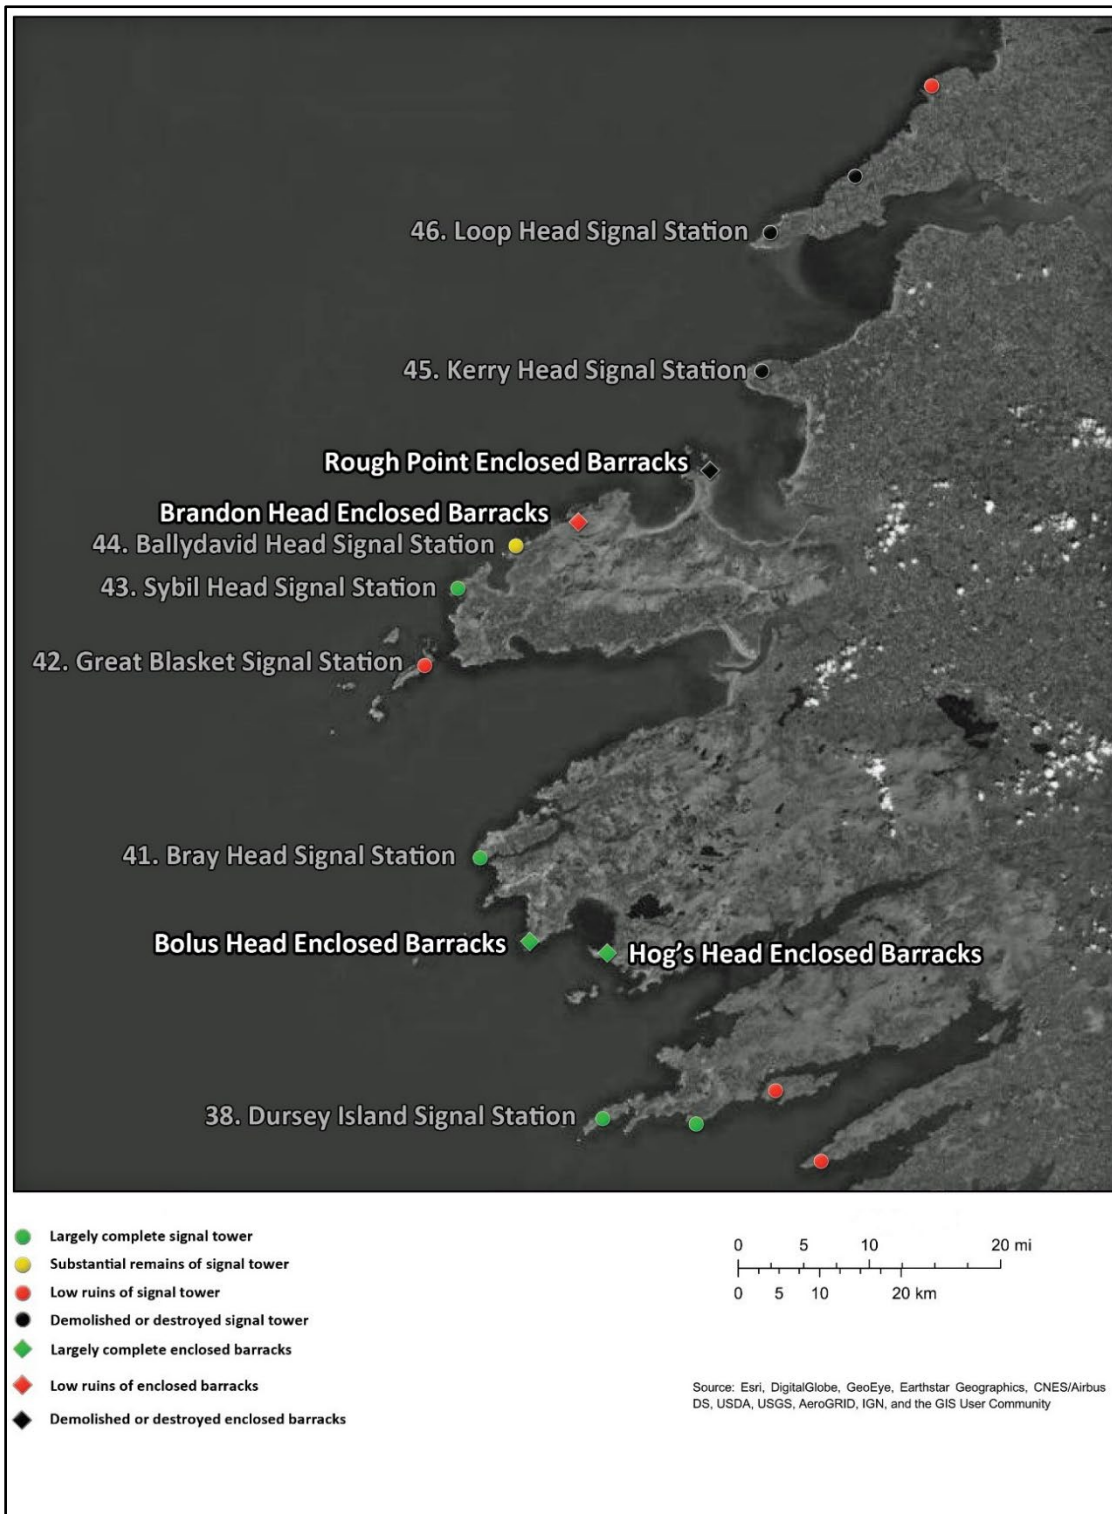 46. Loop Head Signal Station
45. Kerry Head Signal Station
Rough Point Enclosed Barracks
Brandon Head Enclosed Barracks
44. Ballydavid Head Signal Station
43. Sybil Head Signal Station
42. Great Blasket Signal Station
41. Bray Head Signal Station
Bolus Head Enclosed Barracks
Hog's Head Enclosed Barracks
38. Dursey Island Signal Station
Largely complete signal tower
Substantial remains of signal tower
Low ruins of signal tower
Demolished or destroyed signal tower
Largely complete enclosed barracks
Low ruins of enclosed barracks
Demolished or destroyed enclosed barracks
0 5 10 20 mi
0 5 10 20 km
Source: Esri, DigitalGlobe, GeoEye, Earthstar Geographics, CNES/Airbus
DS, USDA, USGS, AeroGRID, IGN, and the GIS User Community